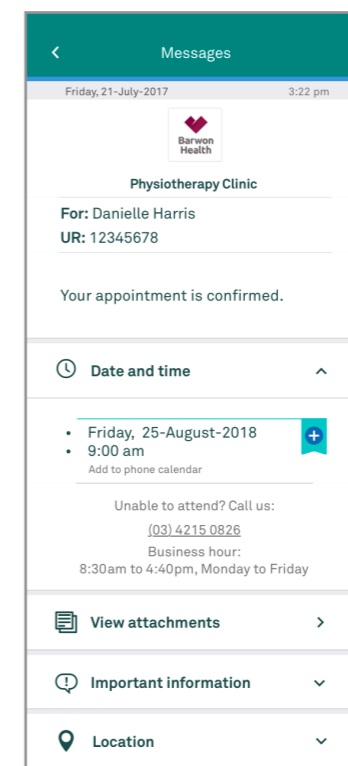 Messages
Friday, 21-July-2017 3:22 pm
Barwon
Health
Physiotherapy Clinic
For: Danielle Harris
UR: 12345678
Your appointment is confirmed.
Date and time
• Friday, 25-August-2018
• 9:00 am
Add to phone calendar
Unable to attend? Call us:
(03) 4215 0826
Business hour:
8:30am to 4:40pm, Monday to Friday
View attachments
Important information
Location